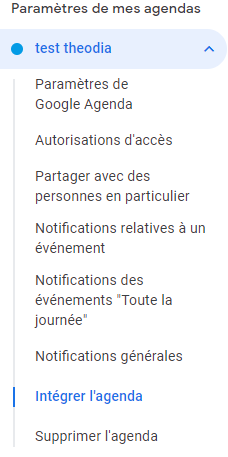 Paramètres de mes agendas
test theodia
Paramètres de
Google Agenda
Autorisations d'accès
Partager avec des
personnes en particulier
Notifications relatives à un
événement
Notifications des
événements "Toute la
journée"
Notifications générales
Intégrer l'agenda
Supprimer l'agenda